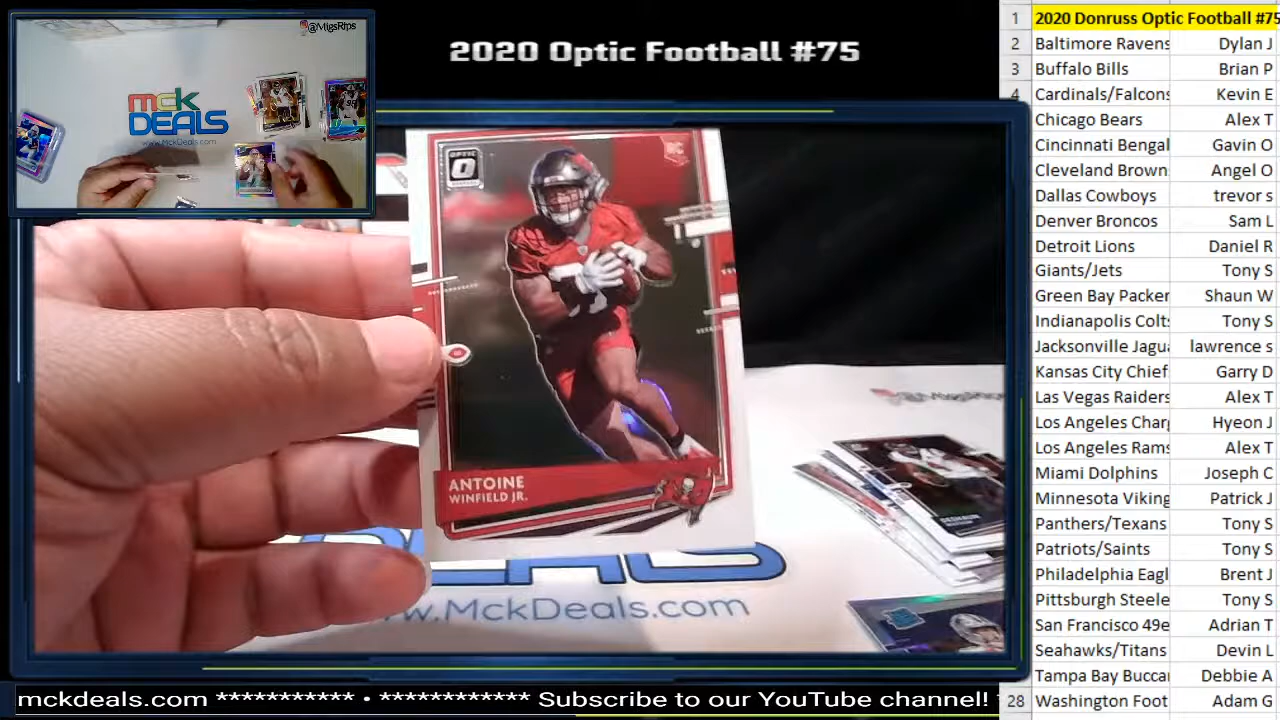 @MigsRips
mck
DEALS
www.MckDeals.com
2020 Optic Football #75
OPTIC
RC
ANTOINE
WINFIELD JR.
www.MckDeals.com
mckdeals.com *********** • ************ Subscribe to our YouTube channel!
1 2020 Donruss Optic Football #75
2 Baltimore Ravens Dylan J
3 Buffalo Bills Brian P
4 Cardinals/Falcons Kevin E
Chicago Bears Alex T
Cincinnati Bengal Gavin O
Cleveland Brown Angel O
Dallas Cowboys trevor s
Denver Broncos Sam L
Detroit Lions Daniel R
Giants/Jets Tony S
Green Bay Packer Shaun W
Indianapolis Colt Tony S
Jacksonville Jagua lawrence s
Kansas City Chief Garry D
Las Vegas Raiders Alex T
Los Angeles Char Hyeon J
Los Angeles Rams Alex T
Miami Dolphins Joseph C
Minnesota Viking Patrick J
Panthers/Texans Tony S
Patriots/Saints Tony S
Philadelphia Eagl Brent J
Pittsburgh Steele Tony S
San Francisco 49e Adrian T
Seahawks/Titans Devin L
Tampa Bay Bucca Debbie A
28 Washington Foot Adam G